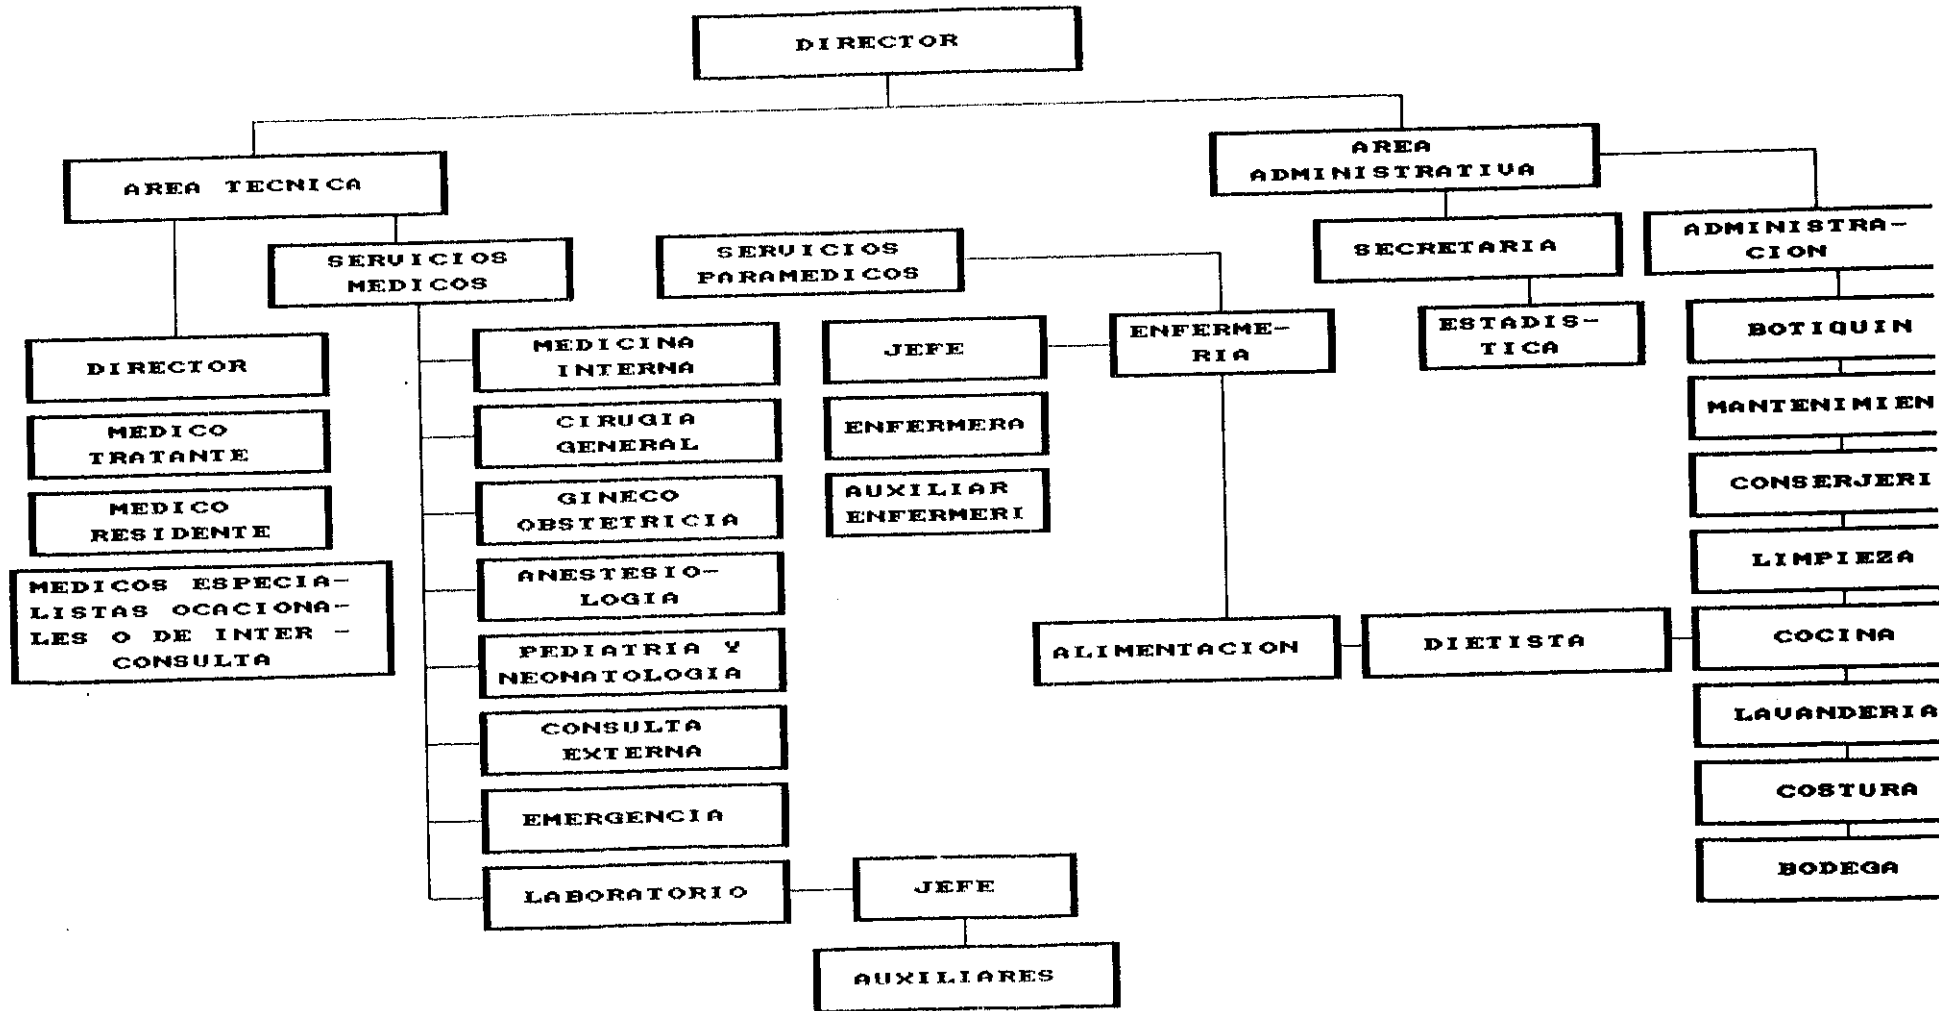 DIRECTOR
AREA TECNICA
AREA
ADMINISTRATIVA
SERVICIOS
MEDICOS
SERVICIOS
PARAMEDICOS
SECRETARIA
ADMINISTRA-
CION
DIRECTOR
MEDICO
TRATANTE
MEDICO
RESIDENTE
MEDICOS ESPECIA-
LISTAS OCACIONA-
LES O DE INTER -
CONSULTA
MEDICINA
INTERNA
CIRUGIA
GENERAL
GINECO
OBSTETRICIA
ANESTESIO-
LOGIA
PEDIATRIA Y
NEONATOLOGIA
CONSULTA
EXTERNA
EMERGENCIA
LABORATORIO
JEFE
AUXILIARES
JEFE
ENFERMERA
AUXILIAR
ENFERMERI
ENFERME-
RIA
ALIMENTACION
DIETISTA
ESTADIS-
TICA
BOTIQUIN
MANTENIMIEN
CONSERJERI
LIMPIEZA
COCINA
LAVANDERIA
COSTURA
BODEGA